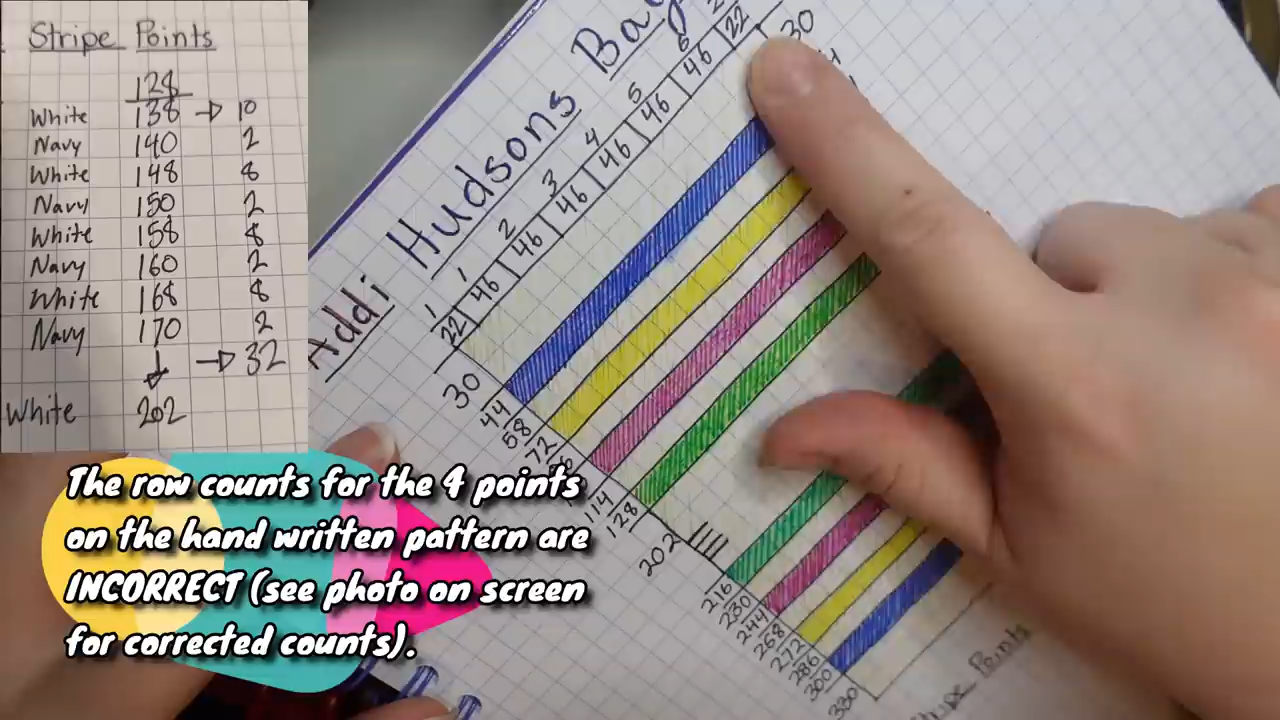 Stripe Points
128
White 138 → 10
Navy 140 2
White 148 8
Navy 150 2
White 158 8
Navy 160 2
White 168 8
Navy 170 2
↓ → 32
White 202
Addi Hudsons Bay
1 1 2 3 4 5 6
22 46 46 46 46 46 46 22
30
30
44
58
72
114
128
202
216
230
244
268
272
286
300
330
Stripe Points
The row counts for the 4 points
on the hand written pattern are
INCORRECT (see photo on screen
for corrected counts).